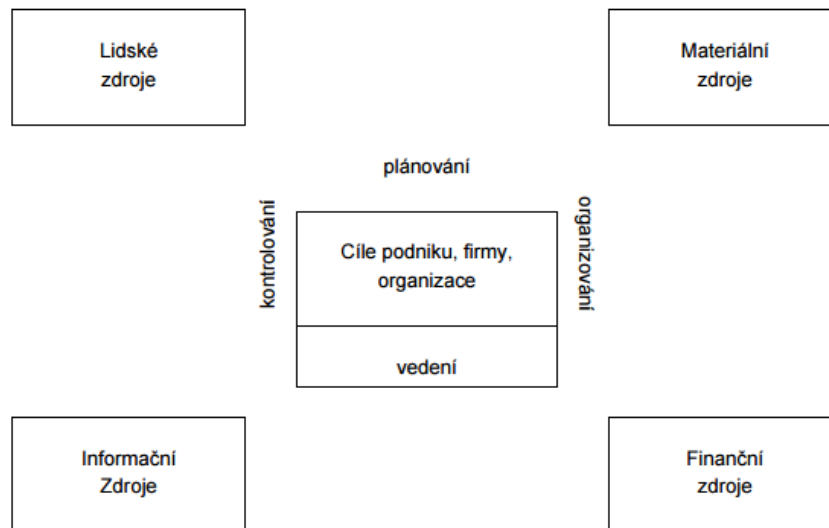 Lidské
zdroje
Materiální
zdroje
plánování
kontrolování
organizování
Cíle podniku, firmy,
organizace
vedení
Informační
Zdroje
Finanční
zdroje